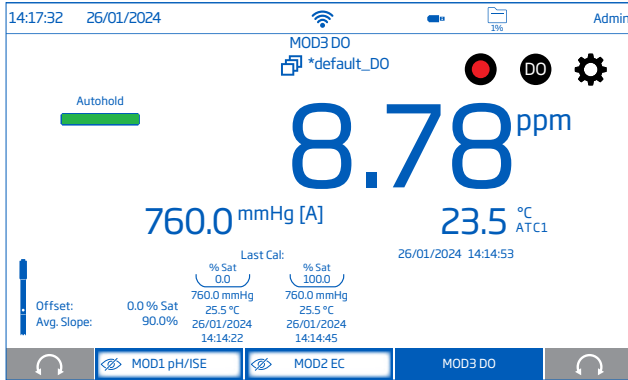 14:17:32 26/01/2024 1% Admin
MOD3 DO
*default_DO
DO
Autohold
8.78 ppm
760.0 mmHg [A] 23.5 °C
ATC1
Last Cal: 26/01/2024 14:14:53
% Sat % Sat
0.0 100.0
760.0 mmHg 760.0 mmHg
Offset: 0.0 % Sat 25.5 °C 25.5 °C
Avg. Slope: 90.0% 26/01/2024 26/01/2024
14:14:22 14:14:45
MOD1 pH/ISE MOD2 EC MOD3 DO